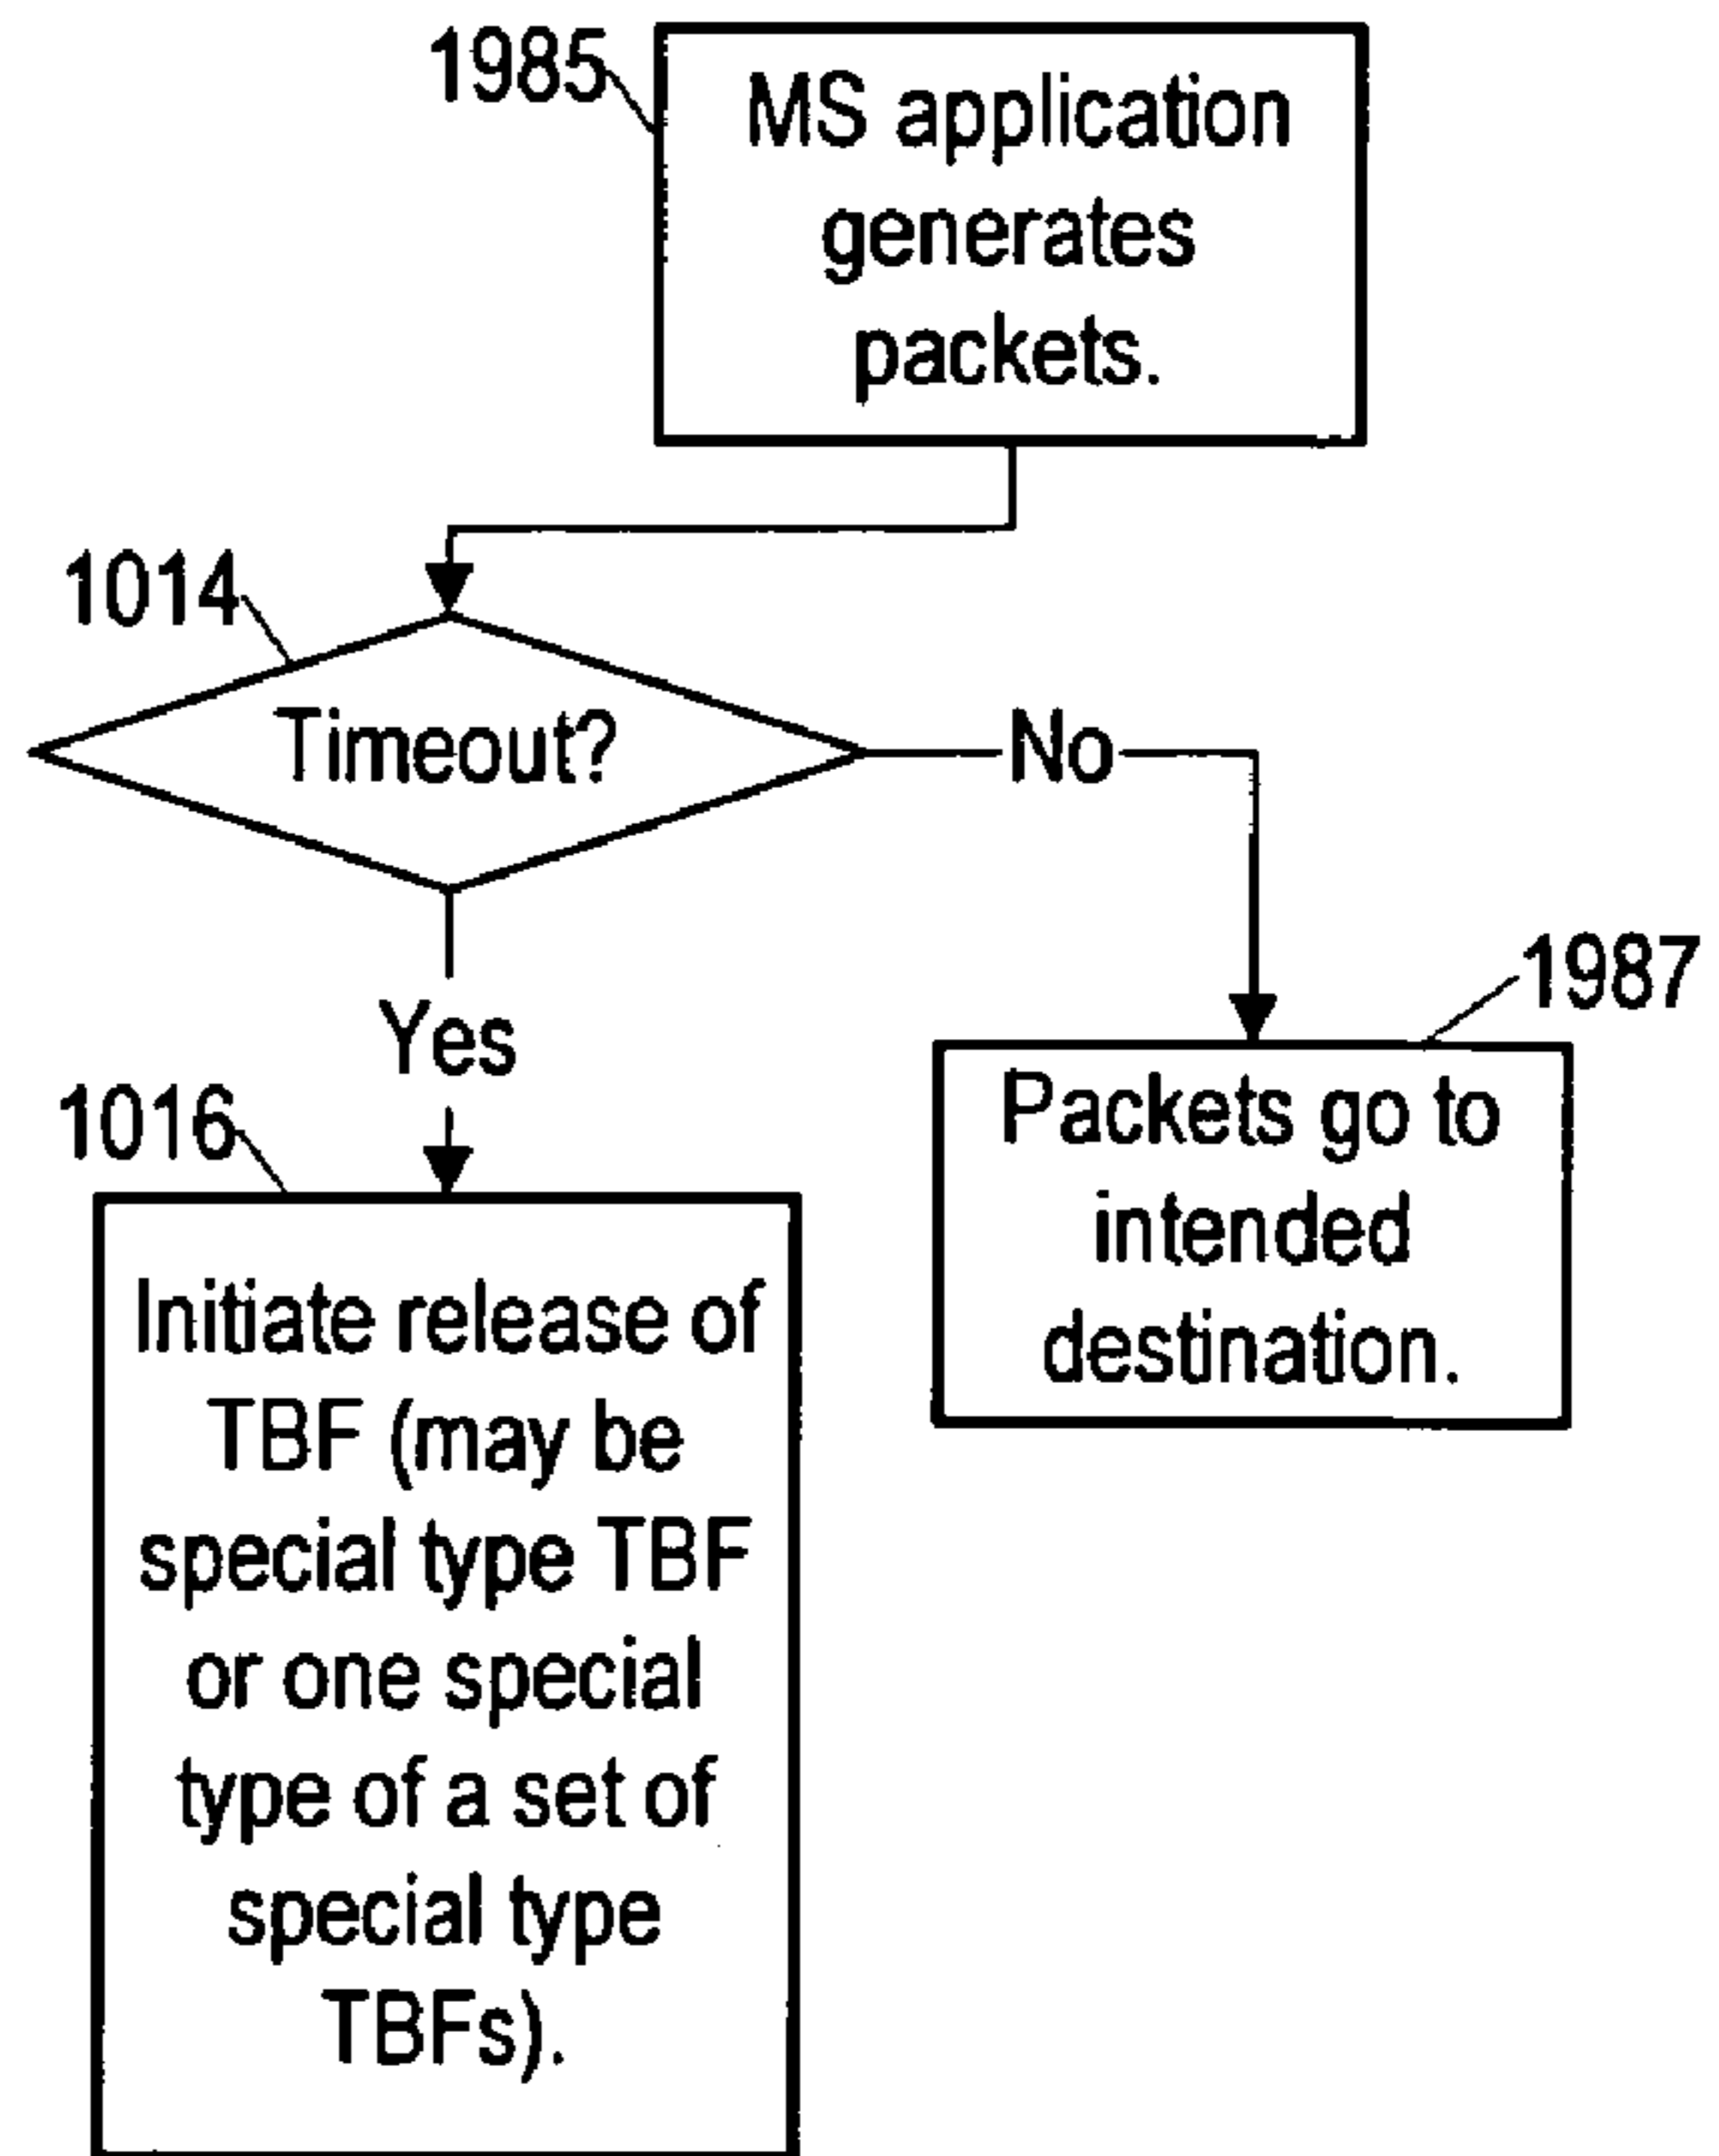 1985
MS application
generates
packets.
1014
Timeout?
No
Yes
1987
Packets go to
intended
destination.
1016
Initiate release of
TBF (may be
special type TBF
or one special
type of a set of
special type
TBFs).